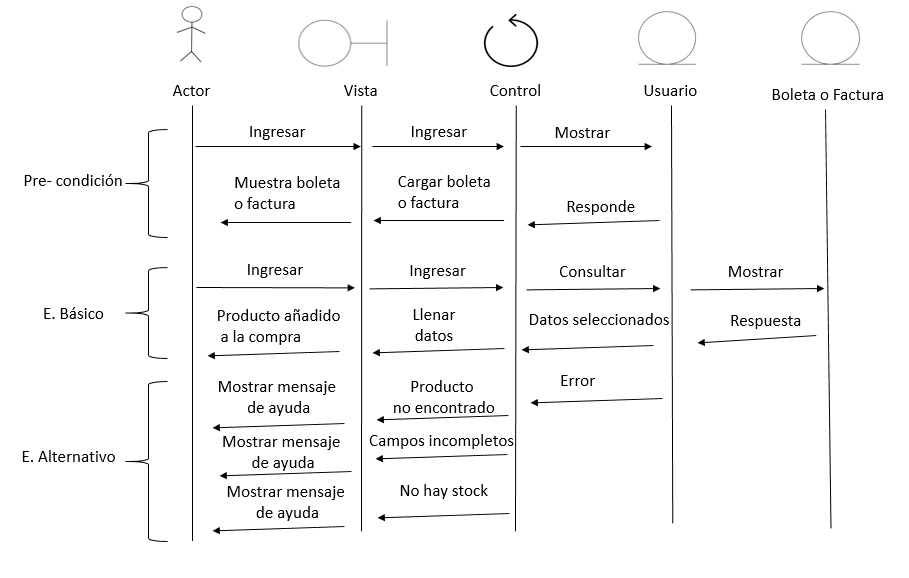 Actor
Vista
Control
Usuario
Boleta o Factura
Pre- condición
Ingresar
Ingresar
Mostrar
Muestra boleta
o factura
Cargar boleta
o factura
Responde
E. Básico
Ingresar
Ingresar
Consultar
Mostrar
Producto añadido
a la compra
Llenar
datos
Datos seleccionados
Respuesta
E. Alternativo
Mostrar mensaje
de ayuda
Producto
no encontrado
Error
Mostrar mensaje
de ayuda
Campos incompletos
Mostrar mensaje
de ayuda
No hay stock